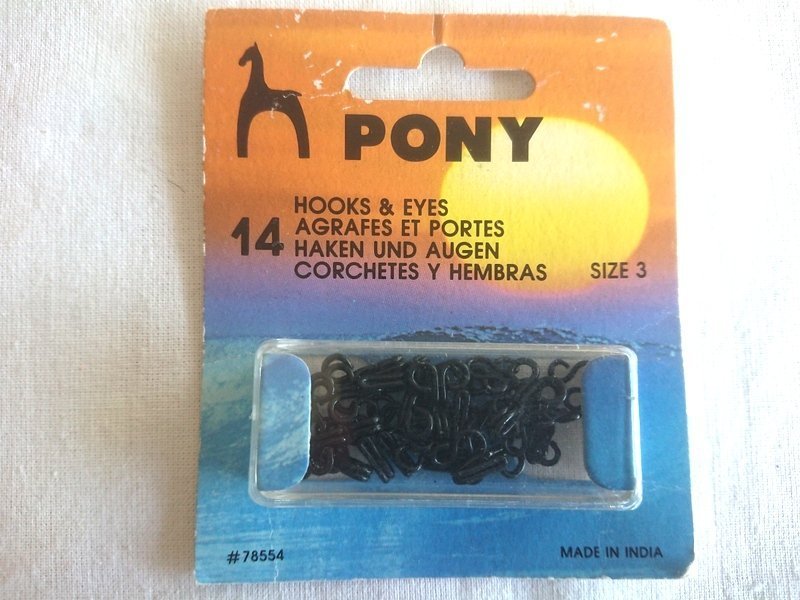 PONY
14
HOOKS & EYES
AGRAFES ET PORTES
HAKEN UND AUGEN
CORCHETES Y HEMBRAS
SIZE 3
#78554
MADE IN INDIA